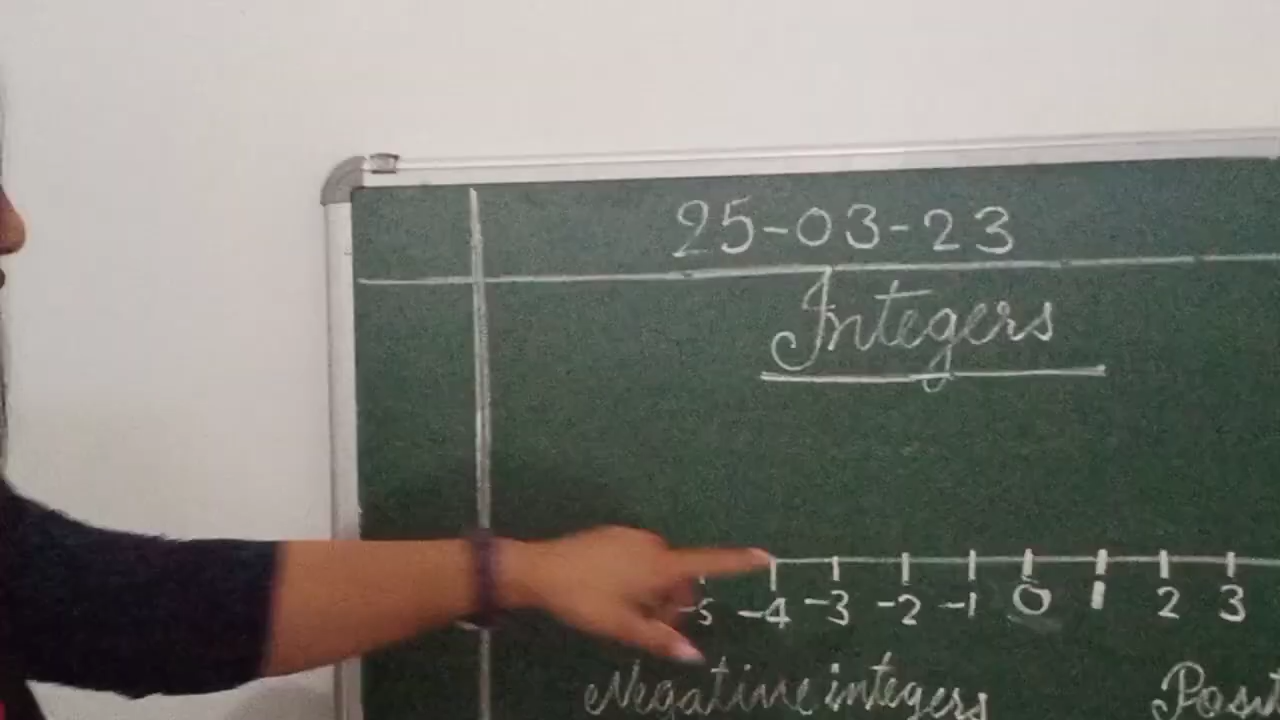 25-03-23
Integers
-5 -4 -3 -2 -1 0 1 2 3
Negative integers